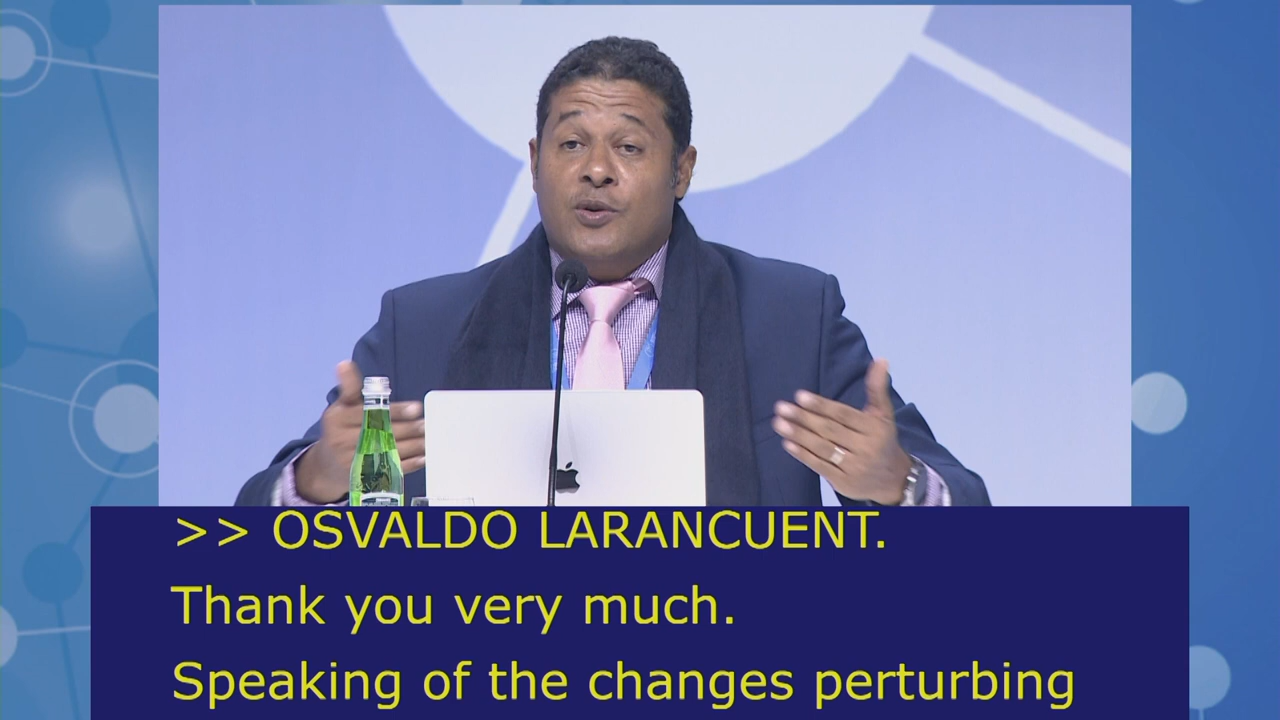 >> OSVALDO LARANCUENT.
Thank you very much.
Speaking of the changes perturbing